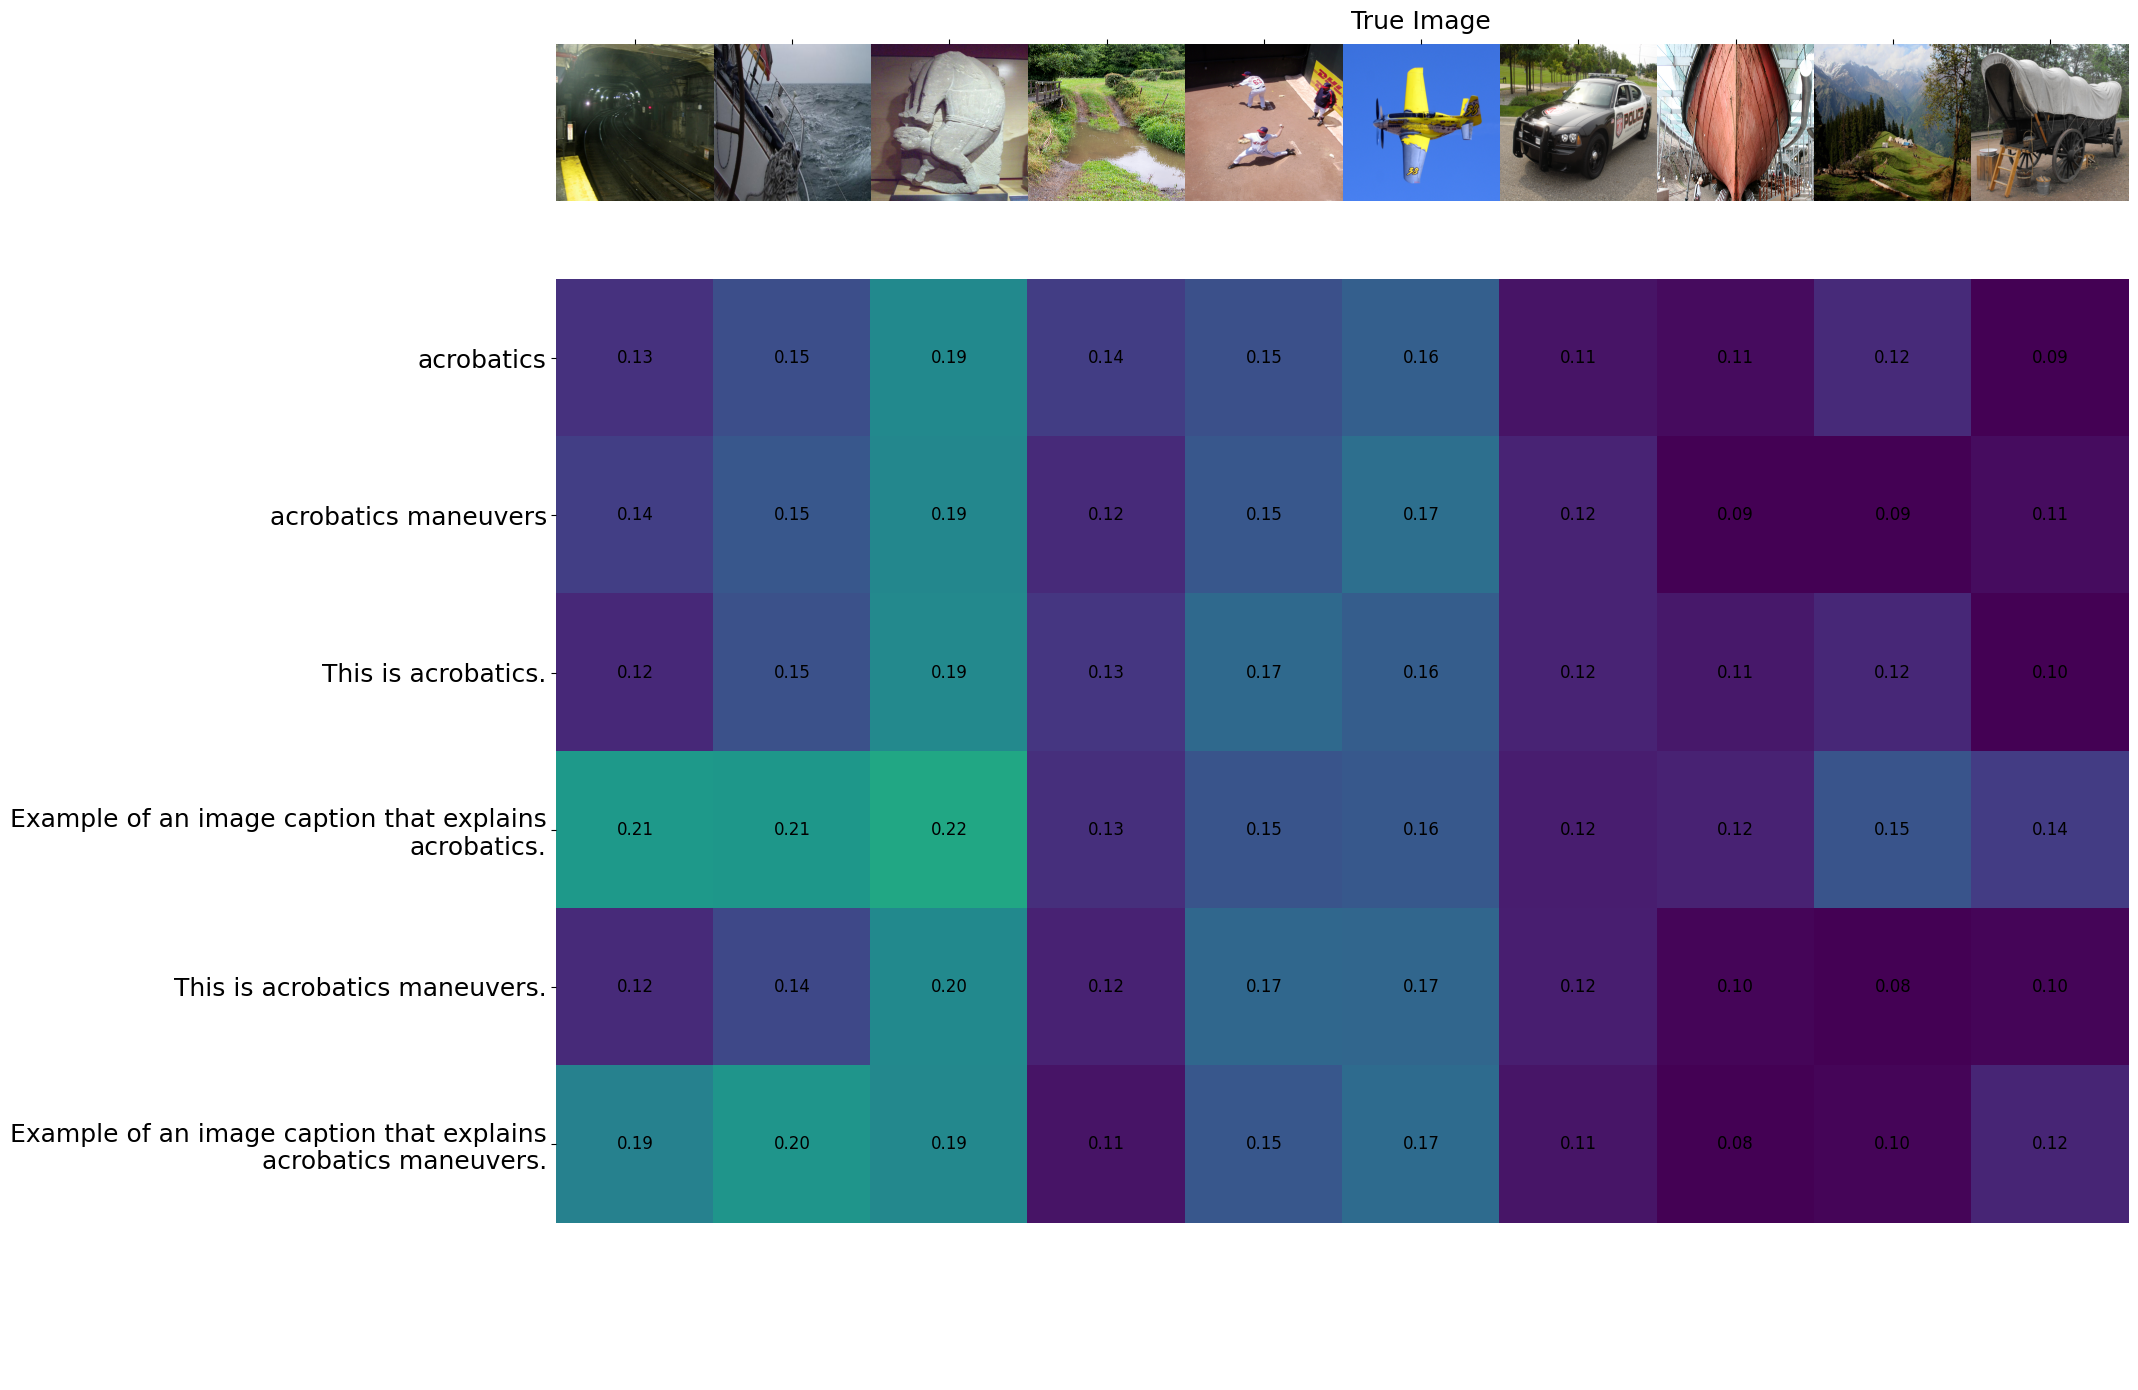 True Image
DHL
POLICE
33
acrobatics
0.13 0.15 0.19 0.14 0.15 0.16 0.11 0.11 0.12 0.09
acrobatics maneuvers
0.14 0.15 0.19 0.12 0.15 0.17 0.12 0.09 0.09 0.11
This is acrobatics.
0.12 0.15 0.19 0.13 0.17 0.16 0.12 0.11 0.12 0.10
Example of an image caption that explains
acrobatics.
0.21 0.21 0.22 0.13 0.15 0.16 0.12 0.12 0.15 0.14
This is acrobatics maneuvers.
0.12 0.14 0.20 0.12 0.17 0.17 0.12 0.10 0.08 0.10
Example of an image caption that explains
acrobatics maneuvers.
0.19 0.20 0.19 0.11 0.15 0.17 0.11 0.08 0.10 0.12